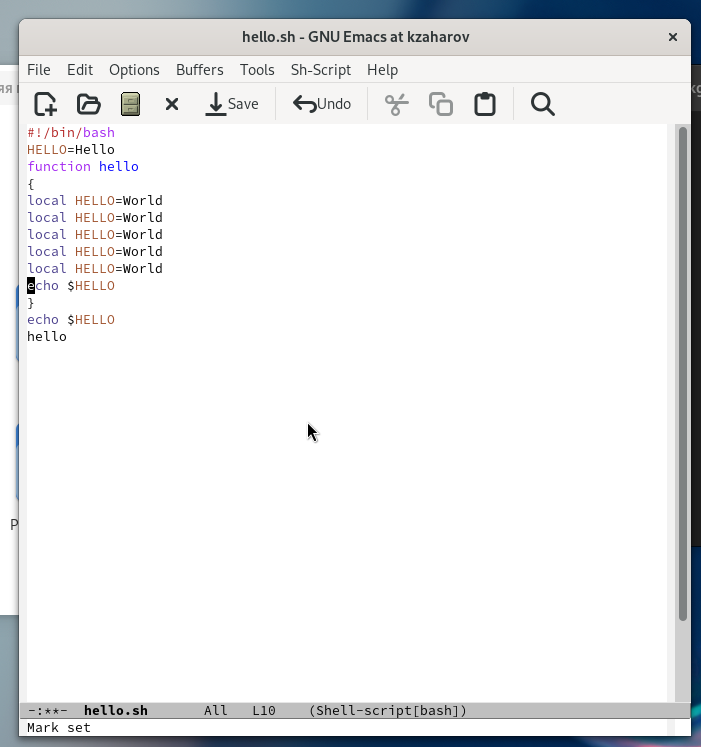 hello.sh - GNU Emacs at kzaharov
File Edit Options Buffers Tools Sh-Script Help
Save Undo
#!/bin/bash
HELLO=Hello
function hello
{
local HELLO=World
local HELLO=World
local HELLO=World
local HELLO=World
local HELLO=World
echo $HELLO
}
echo $HELLO
hello
P
-:**- hello.sh All L10 (Shell-script[bash])
Mark set